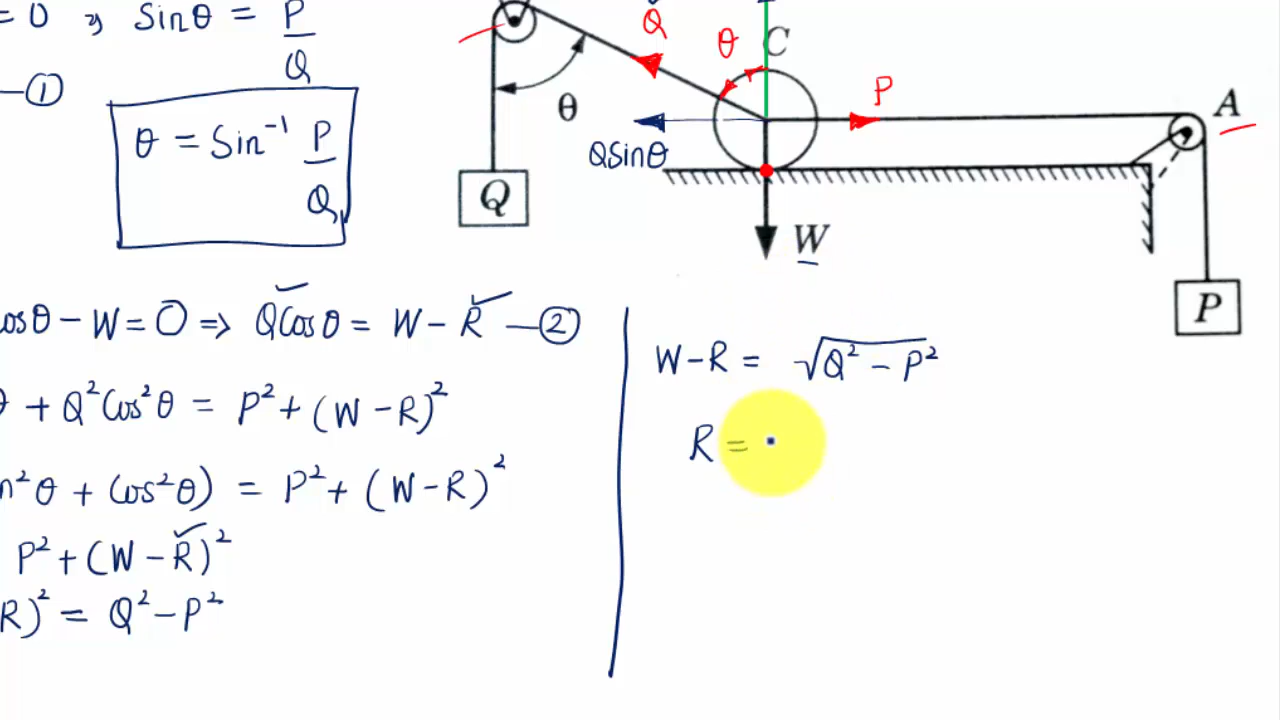 = 0 ⇒ Sinθ = P/Q
—①
θ = Sin⁻¹ P/Q
Q
θ
C
P
θ
QSinθ
A
Q
W
P
osθ – W = 0 ⇒ QCosθ = W – R —②
θ + Q²Cos²θ = P² + (W – R)²
n²θ + Cos²θ) = P² + (W – R)²
P² + (W – R)²
R)² = Q² – P²
W – R = √Q² – P²
R =